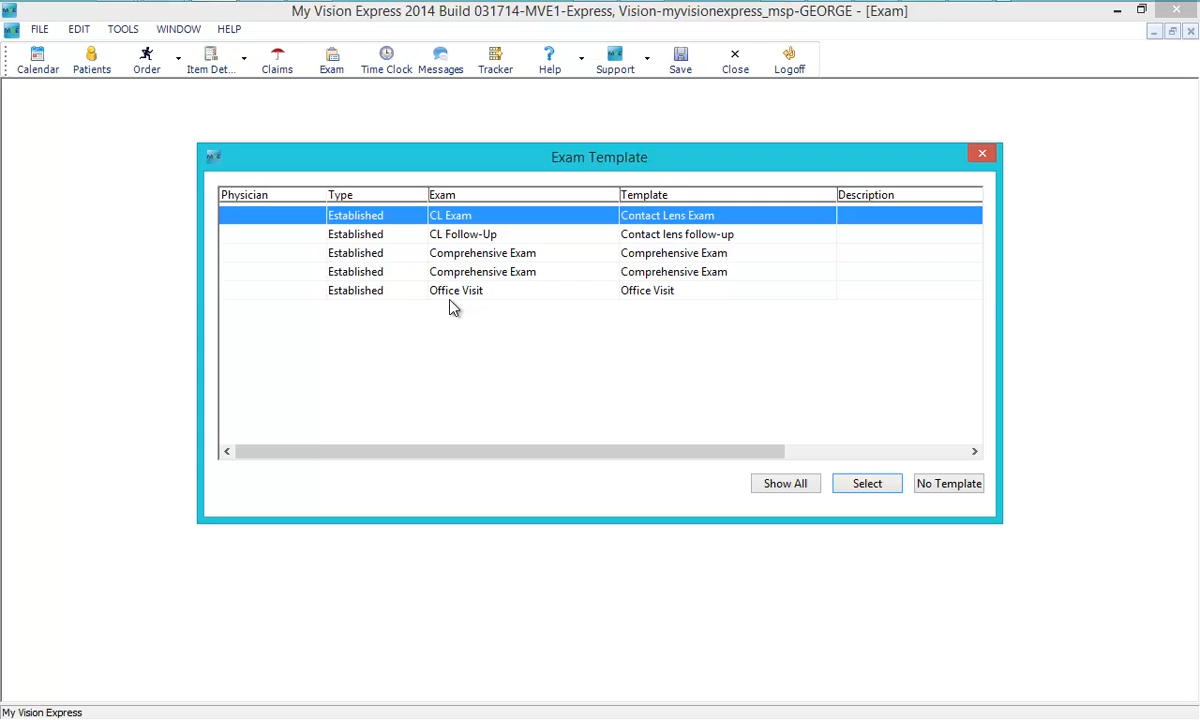 My Vision Express 2014 Build 031714-MVE1-Express, Vision-myvisionexpress_msp-GEORGE - [Exam]
FILE EDIT TOOLS WINDOW HELP
Calendar Patients Order Item Det... Claims Exam Time Clock Messages Tracker Help Support Save Close Logoff
Exam Template
Physician Type Exam Template Description
Established CL Exam Contact Lens Exam
Established CL Follow-Up Contact lens follow-up
Established Comprehensive Exam Comprehensive Exam
Established Comprehensive Exam Comprehensive Exam
Established Office Visit Office Visit
Show All Select No Template
My Vision Express